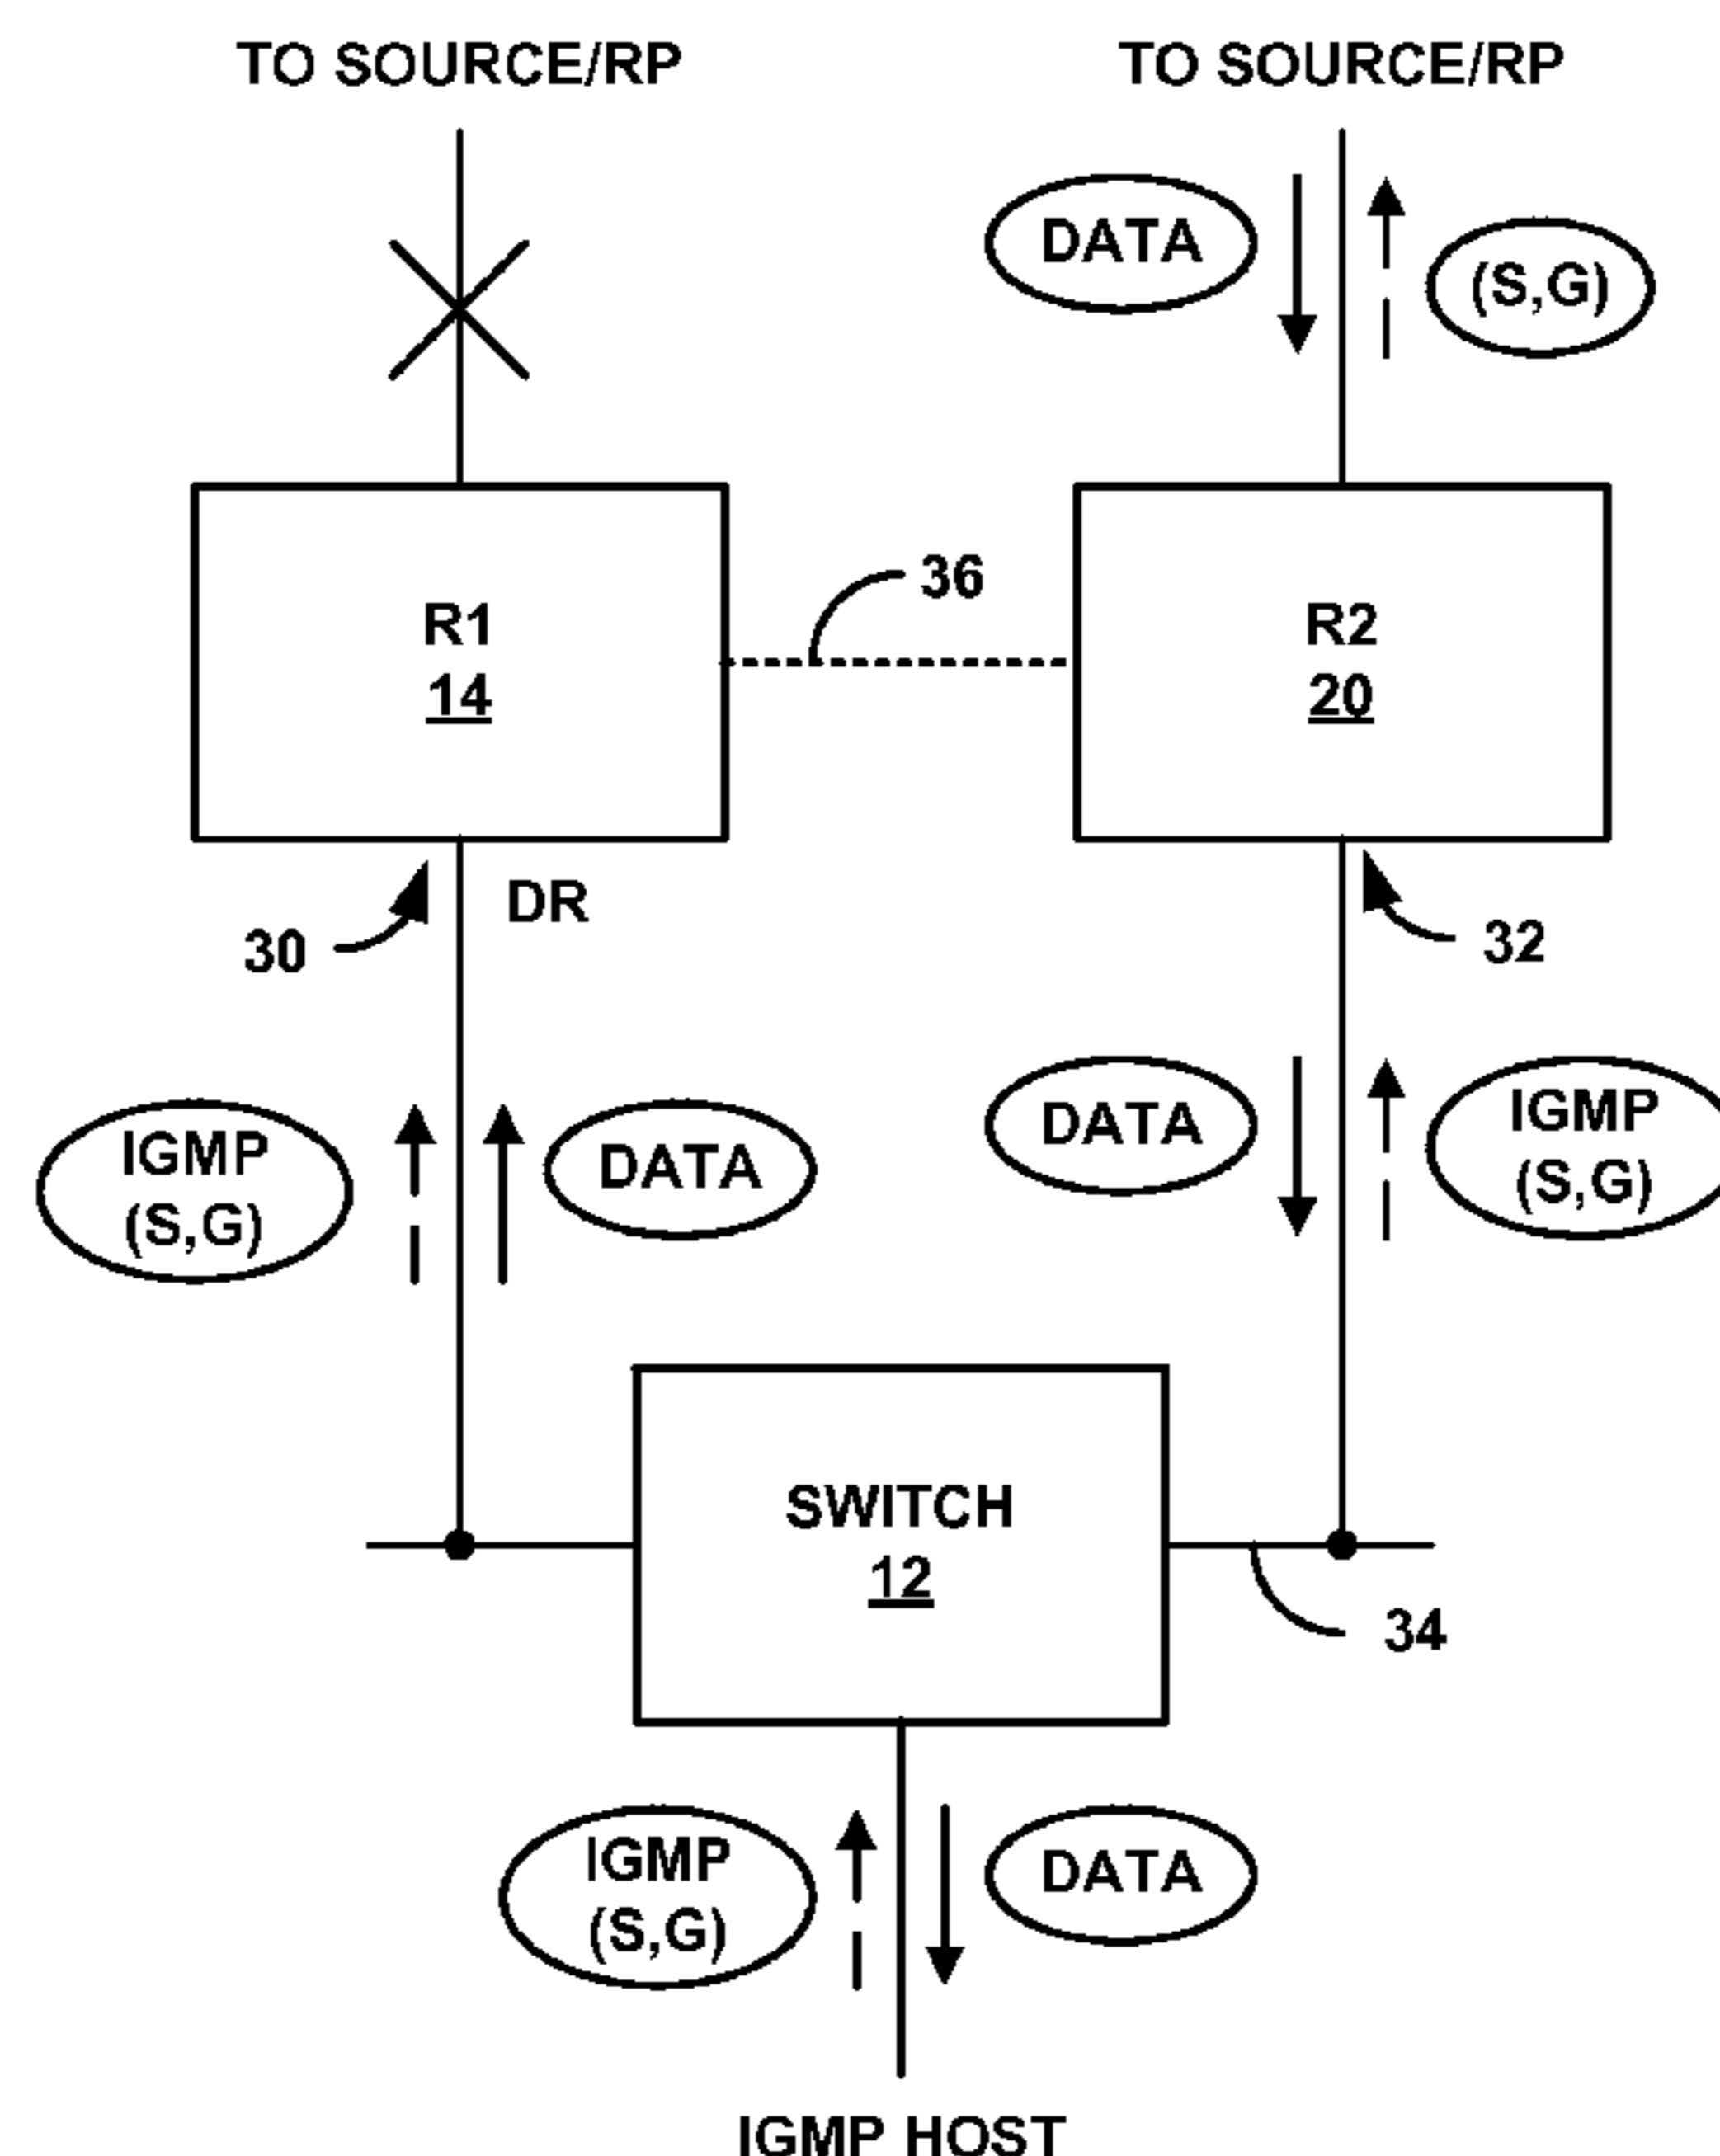 TO SOURCE/RP
TO SOURCE/RP
DATA
(S,G)
36
R1
14
R2
20
DR
30
32
IGMP
(S,G)
DATA
DATA
IGMP
(S,G)
SWITCH
12
34
IGMP
(S,G)
DATA
IGMP HOST